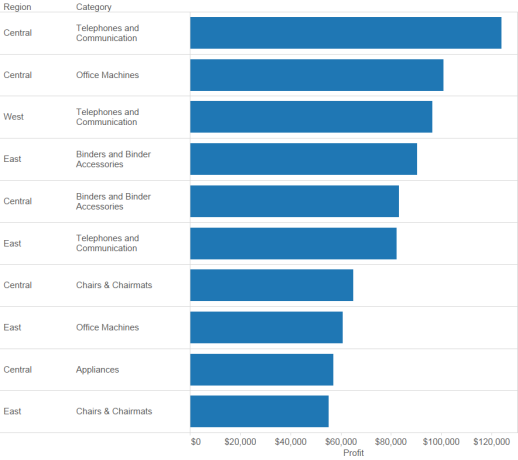 Region Category
Central Telephones and
Communication
Central Office Machines
West Telephones and
Communication
East Binders and Binder
Accessories
Central Binders and Binder
Accessories
East Telephones and
Communication
Central Chairs & Chairmats
East Office Machines
Central Appliances
East Chairs & Chairmats
$0 $20,000 $40,000 $60,000 $80,000 $100,000 $120,000
Profit